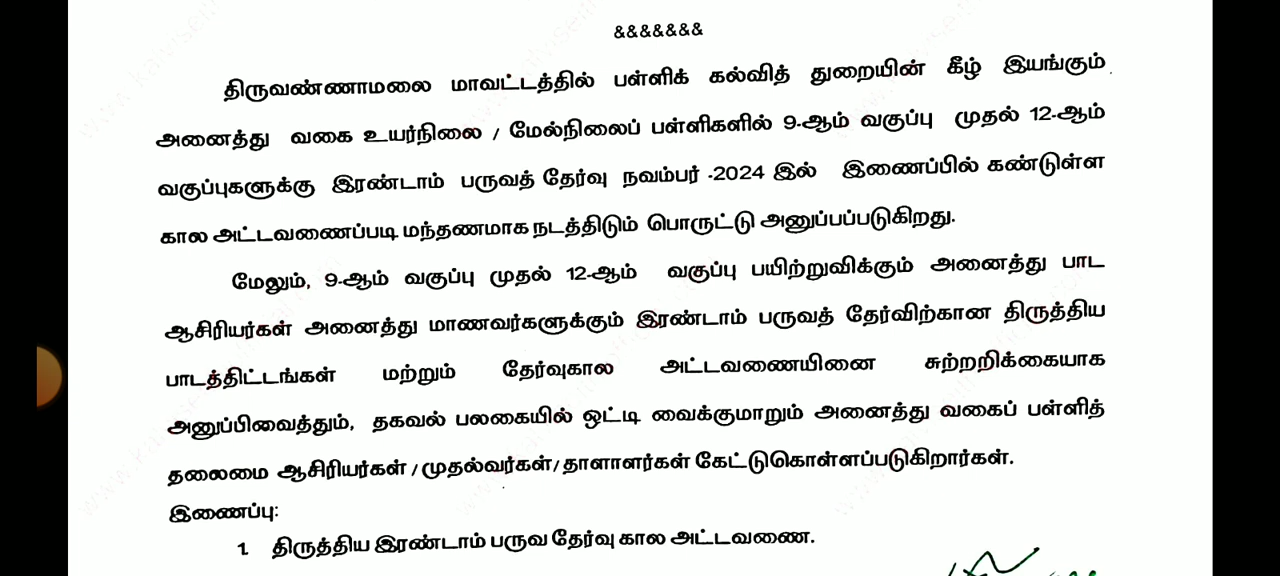 &&&&&&&
திருவண்ணாமலை மாவட்டத்தில் பள்ளிக் கல்வித் துறையின் கீழ் இயங்கும்
அனைத்து வகை உயர்நிலை / மேல்நிலைப் பள்ளிகளில் 9-ஆம் வகுப்பு முதல் 12-ஆம்
வகுப்புகளுக்கு இரண்டாம் பருவத் தேர்வு நவம்பர் -2024 இல் இணைப்பில் கண்டுள்ள
கால அட்டவணைப்படி மந்தணமாக நடத்திடும் பொருட்டு அனுப்பப்படுகிறது.
மேலும், 9-ஆம் வகுப்பு முதல் 12-ஆம் வகுப்பு பயிற்றுவிக்கும் அனைத்து பாட
ஆசிரியர்கள் அனைத்து மாணவர்களுக்கும் இரண்டாம் பருவத் தேர்விற்கான திருத்திய
பாடத்திட்டங்கள் மற்றும் தேர்வுகால அட்டவணையினை சுற்றறிக்கையாக
அனுப்பிவைத்தும், தகவல் பலகையில் ஒட்டி வைக்குமாறும் அனைத்து வகைப் பள்ளித்
தலைமை ஆசிரியர்கள் / முதல்வர்கள்/ தாளாளர்கள் கேட்டுகொள்ளப்படுகிறார்கள்.
இணைப்பு:
1. திருத்திய இரண்டாம் பருவ தேர்வு கால அட்டவணை.